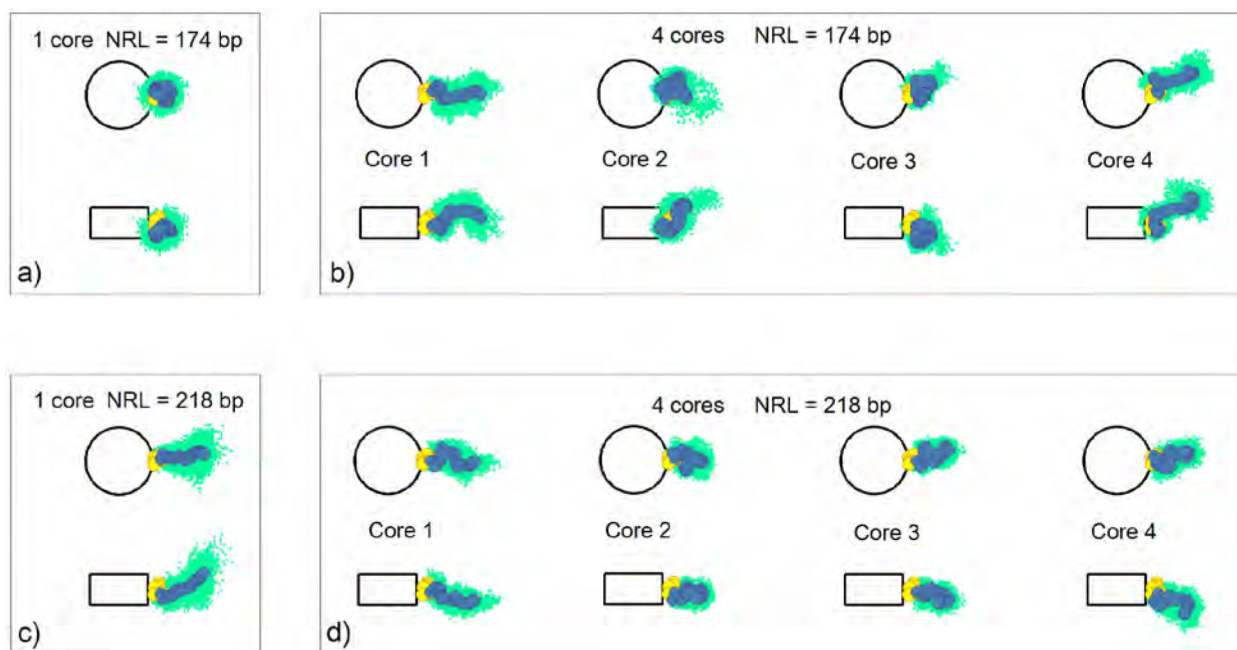 1 core NRL = 174 bp
a)
4 cores NRL = 174 bp
Core 1
Core 2
Core 3
Core 4
b)
1 core NRL = 218 bp
c)
4 cores NRL = 218 bp
Core 1
Core 2
Core 3
Core 4
d)